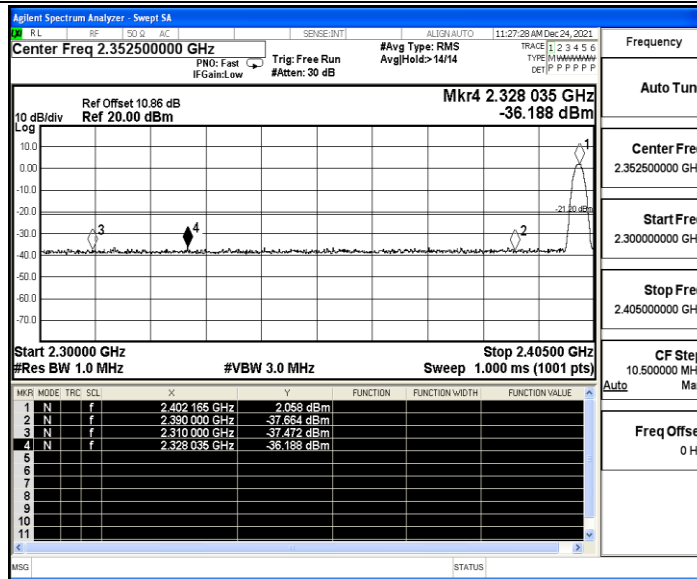 Agilent Spectrum Analyzer - Swept SA
RL RF 50 Ω AC SENSE:INT ALIGN AUTO 11:27:28 AM Dec 24, 2021
Center Freq 2.352500000 GHz
PNO: Fast
IFGain:Low
Trig: Free Run
#Atten: 30 dB
#Avg Type: RMS
Avg|Hold:> 14/14
TRACE 1 2 3 4 5 6
TYPE M
DET P P P P P P
Mkr4 2.328 035 GHz
-36.188 dBm
Ref Offset 10.86 dB
10 dB/div Ref 20.00 dBm
Log
10.0
0.00
-10.0
-20.0
-30.0
-40.0
-50.0
-60.0
-70.0
1
-21.20 dBm
3
4
2
Start 2.30000 GHz Stop 2.40500 GHz
#Res BW 1.0 MHz #VBW 3.0 MHz Sweep 1.000 ms (1001 pts)
MKR MODE TRC SCL X Y FUNCTION FUNCTION WIDTH FUNCTION VALUE
1 N f 2.402 165 GHz 2.058 dBm
2 N f 2.390 000 GHz -37.664 dBm
3 N f 2.310 000 GHz -37.472 dBm
4 N f 2.328 035 GHz -36.188 dBm
5
6
7
8
9
10
11
MSG STATUS
Frequency
Auto Tun
Center Fre
2.352500000 GH
Start Fre
2.300000000 GH
Stop Fre
2.405000000 GH
CF Step
10.500000 MH
Auto Ma
Freq Offse
0 H